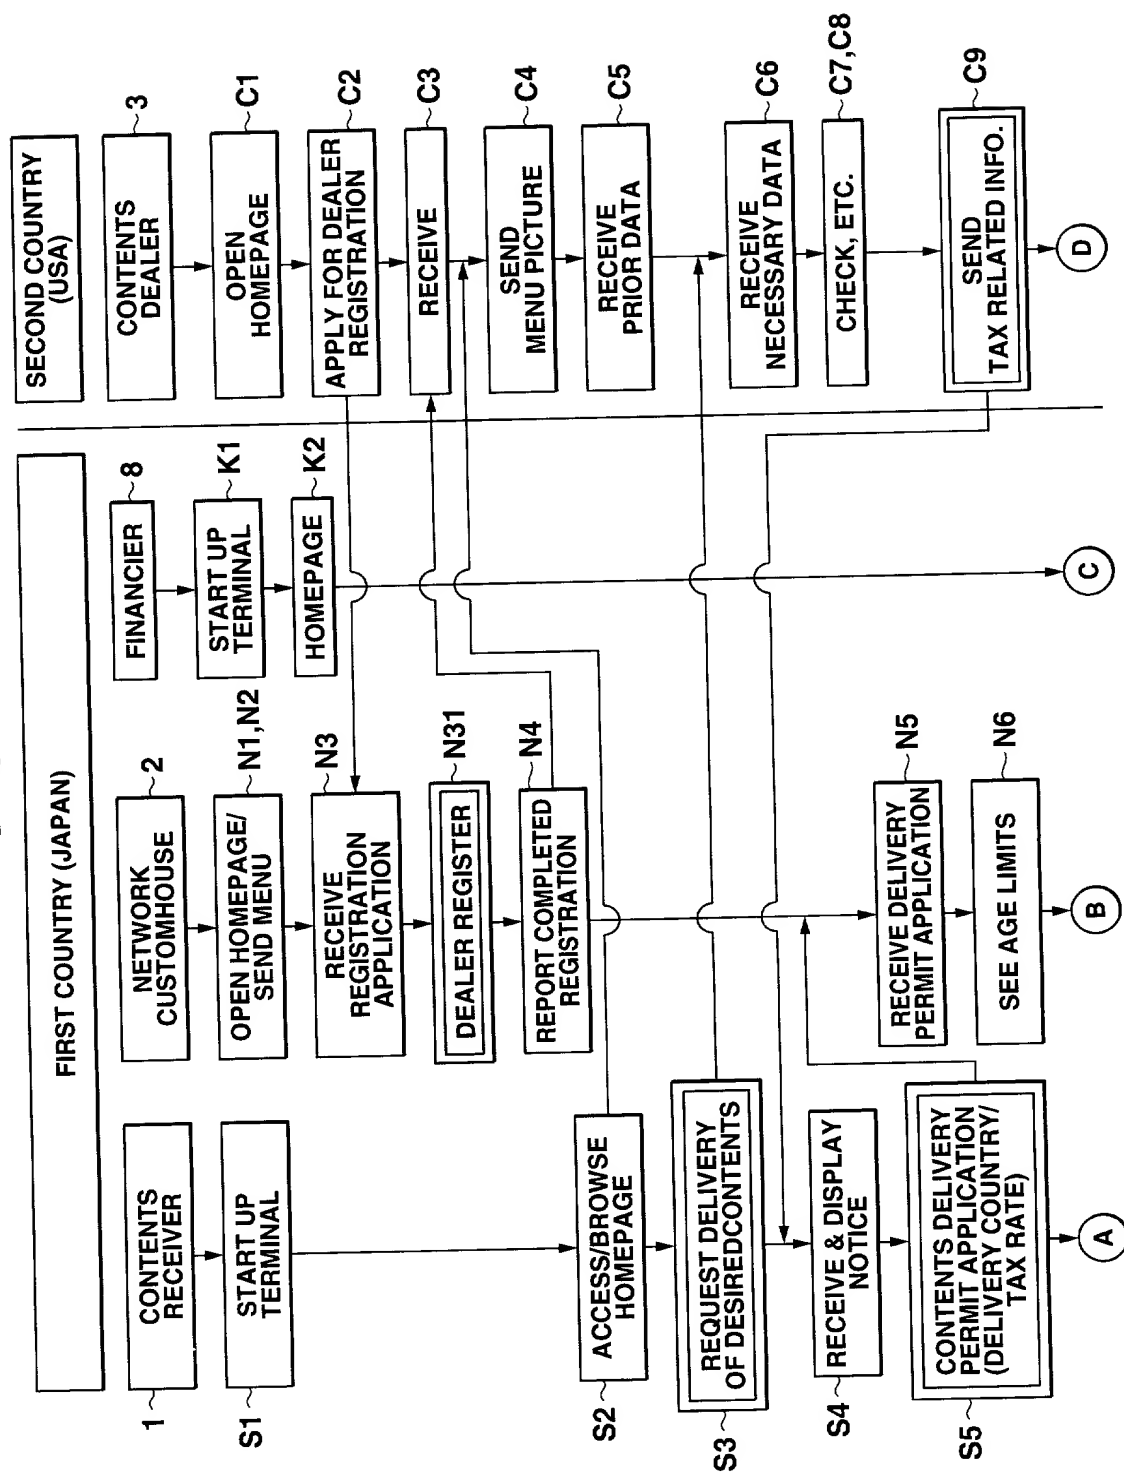 FIRST COUNTRY (JAPAN)
SECOND COUNTRY
(USA)
1
CONTENTS
RECEIVER
S1
START UP
TERMINAL
S2
ACCESS/BROWSE
HOMEPAGE
S3
REQUEST DELIVERY
OF DESIREDCONTENTS
S4
RECEIVE & DISPLAY
NOTICE
S5
CONTENTS DELIVERY
PERMIT APPLICATION
(DELIVERY COUNTRY/
TAX RATE)
A
NETWORK
CUSTOMHOUSE
2
OPEN HOMEPAGE/
SEND MENU
N1,N2
RECEIVE
REGISTRATION
APPLICATION
N3
DEALER REGISTER
N31
REPORT COMPLETED
REGISTRATION
N4
RECEIVE DELIVERY
PERMIT APPLICATION
N5
SEE AGE LIMITS
N6
B
FINANCIER
8
START UP
TERMINAL
K1
HOMEPAGE
K2
C
CONTENTS
DEALER
3
OPEN
HOMEPAGE
C1
APPLY FOR DEALER
REGISTRATION
C2
RECEIVE
C3
SEND
MENU PICTURE
C4
RECEIVE
PRIOR DATA
C5
RECEIVE
NECESSARY DATA
C6
CHECK, ETC.
C7,C8
SEND
TAX RELATED INFO.
C9
D